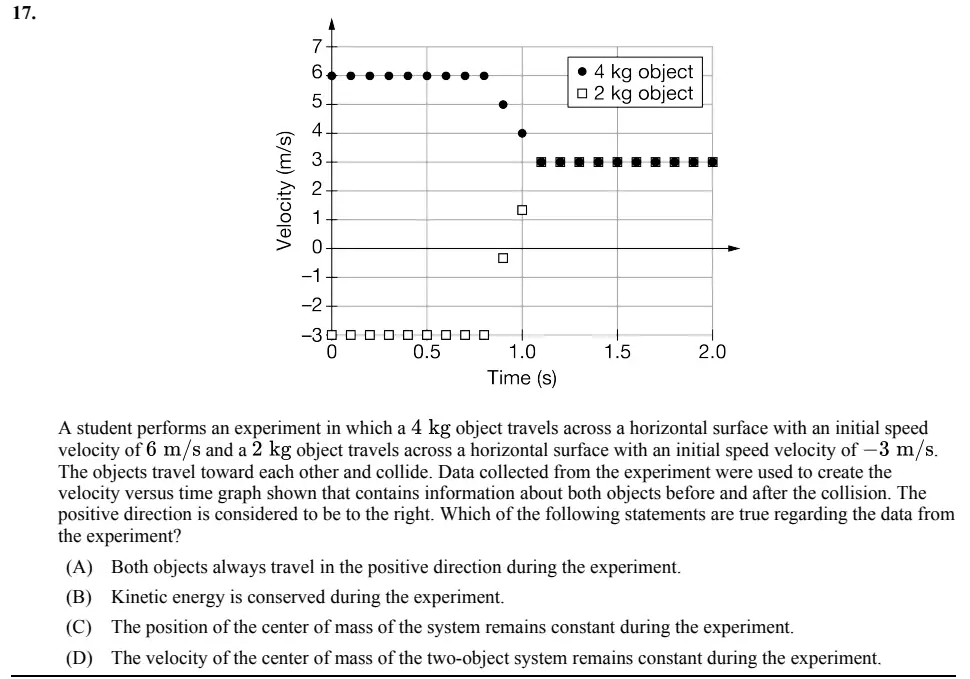 17.
7
6
5
4
3
2
1
0
−1
−2
−3
Velocity (m/s)
● 4 kg object
□ 2 kg object
0 0.5 1.0 1.5 2.0
Time (s)
A student performs an experiment in which a 4 kg object travels across a horizontal surface with an initial speed
velocity of 6 m/s and a 2 kg object travels across a horizontal surface with an initial speed velocity of −3 m/s.
The objects travel toward each other and collide. Data collected from the experiment were used to create the
velocity versus time graph shown that contains information about both objects before and after the collision. The
positive direction is considered to be to the right. Which of the following statements are true regarding the data from
the experiment?
(A) Both objects always travel in the positive direction during the experiment.
(B) Kinetic energy is conserved during the experiment.
(C) The position of the center of mass of the system remains constant during the experiment.
(D) The velocity of the center of mass of the two-object system remains constant during the experiment.